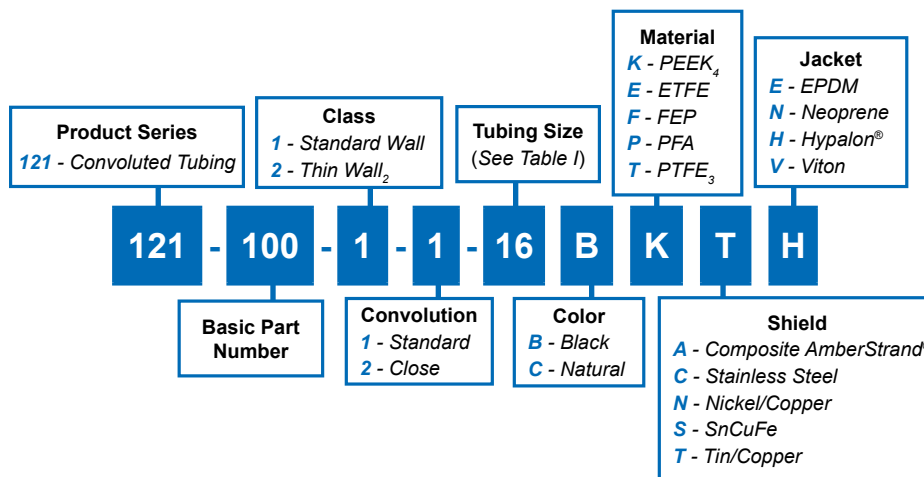 Material
K - PEEK4
E - ETFE
F - FEP
P - PFA
T - PTFE3
Jacket
E - EPDM
N - Neoprene
H - Hypalon®
V - Viton
Class
1 - Standard Wall
2 - Thin Wall2
Product Series
121 - Convoluted Tubing
Tubing Size
(See Table I)
121 - 100 - 1 - 1 - 16 B K T H
Basic Part
Number
Convolution
1 - Standard
2 - Close
Color
B - Black
C - Natural
Shield
A - Composite AmberStrand
C - Stainless Steel
N - Nickel/Copper
S - SnCuFe
T - Tin/Copper